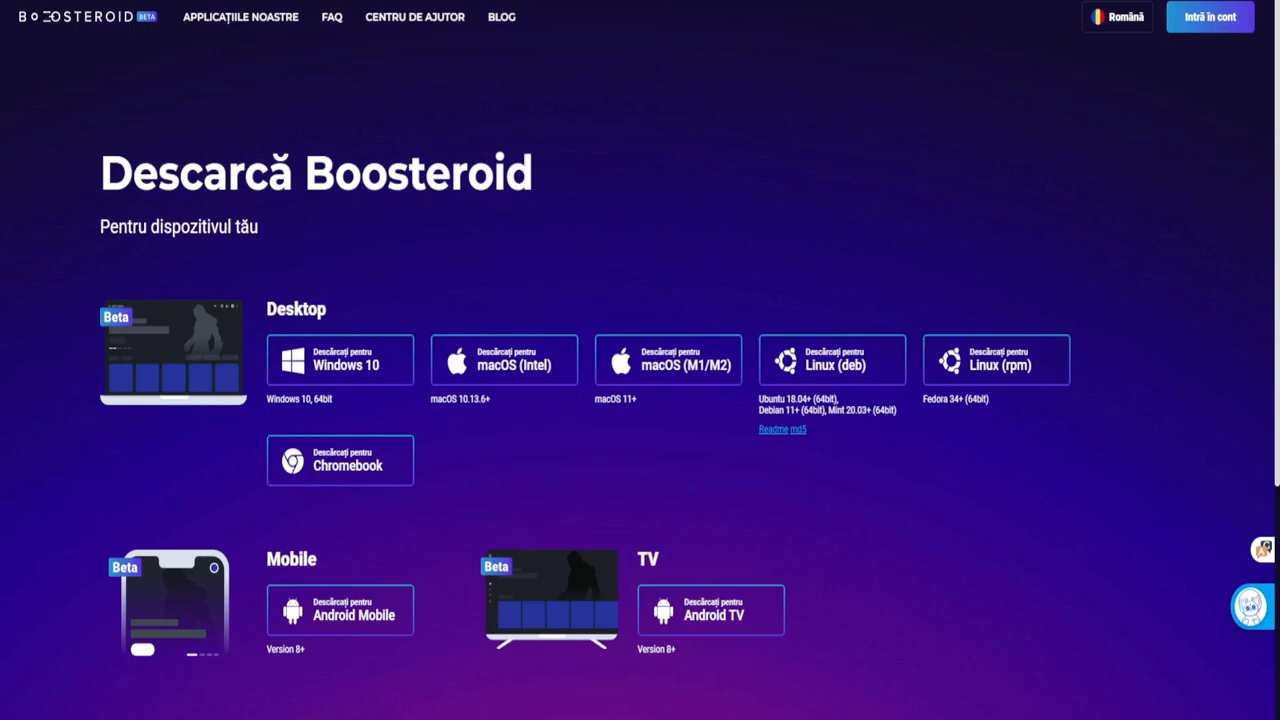 BOOSTEROID BETA
APPLICAȚIILE NOASTRE
FAQ
CENTRU DE AJUTOR
BLOG
Română
Intră în cont
Descarcă Boosteroid
Pentru dispozitivul tău
Beta
Desktop
Descărcați pentru
Windows 10
Windows 10, 64bit
Descărcați pentru
macOS (Intel)
macOS 10.13.6+
Descărcați pentru
macOS (M1/M2)
macOS 11+
Descărcați pentru
Linux (deb)
Ubuntu 18.04+ (64bit),
Debian 11+ (64bit), Mint 20.03+ (64bit)
Readme md5
Descărcați pentru
Linux (rpm)
Fedora 34+ (64bit)
Descărcați pentru
Chromebook
Beta
Mobile
Descărcați pentru
Android Mobile
Version 8+
Beta
TV
Descărcați pentru
Android TV
Version 8+